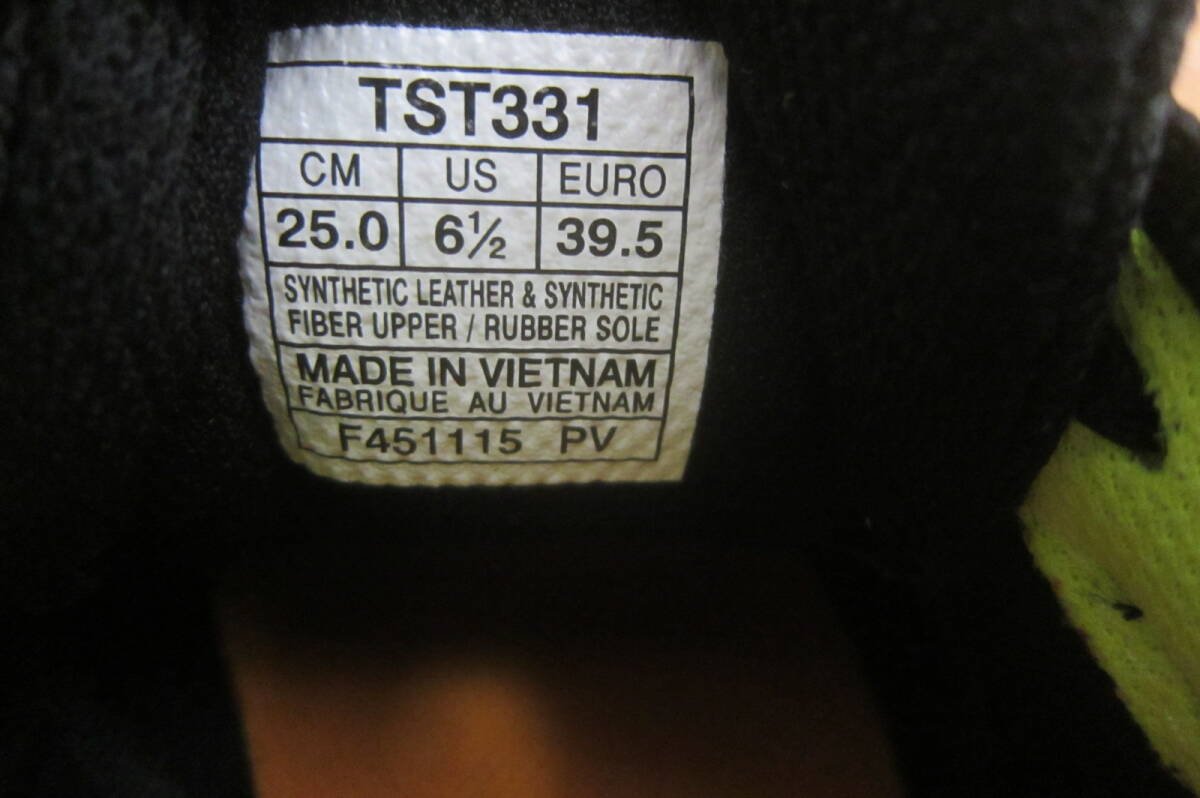 TST331
CM US EURO
25.0 6½ 39.5
SYNTHETIC LEATHER & SYNTHETIC
FIBER UPPER / RUBBER SOLE
MADE IN VIETNAM
FABRIQUE AU VIETNAM
F451115 PV